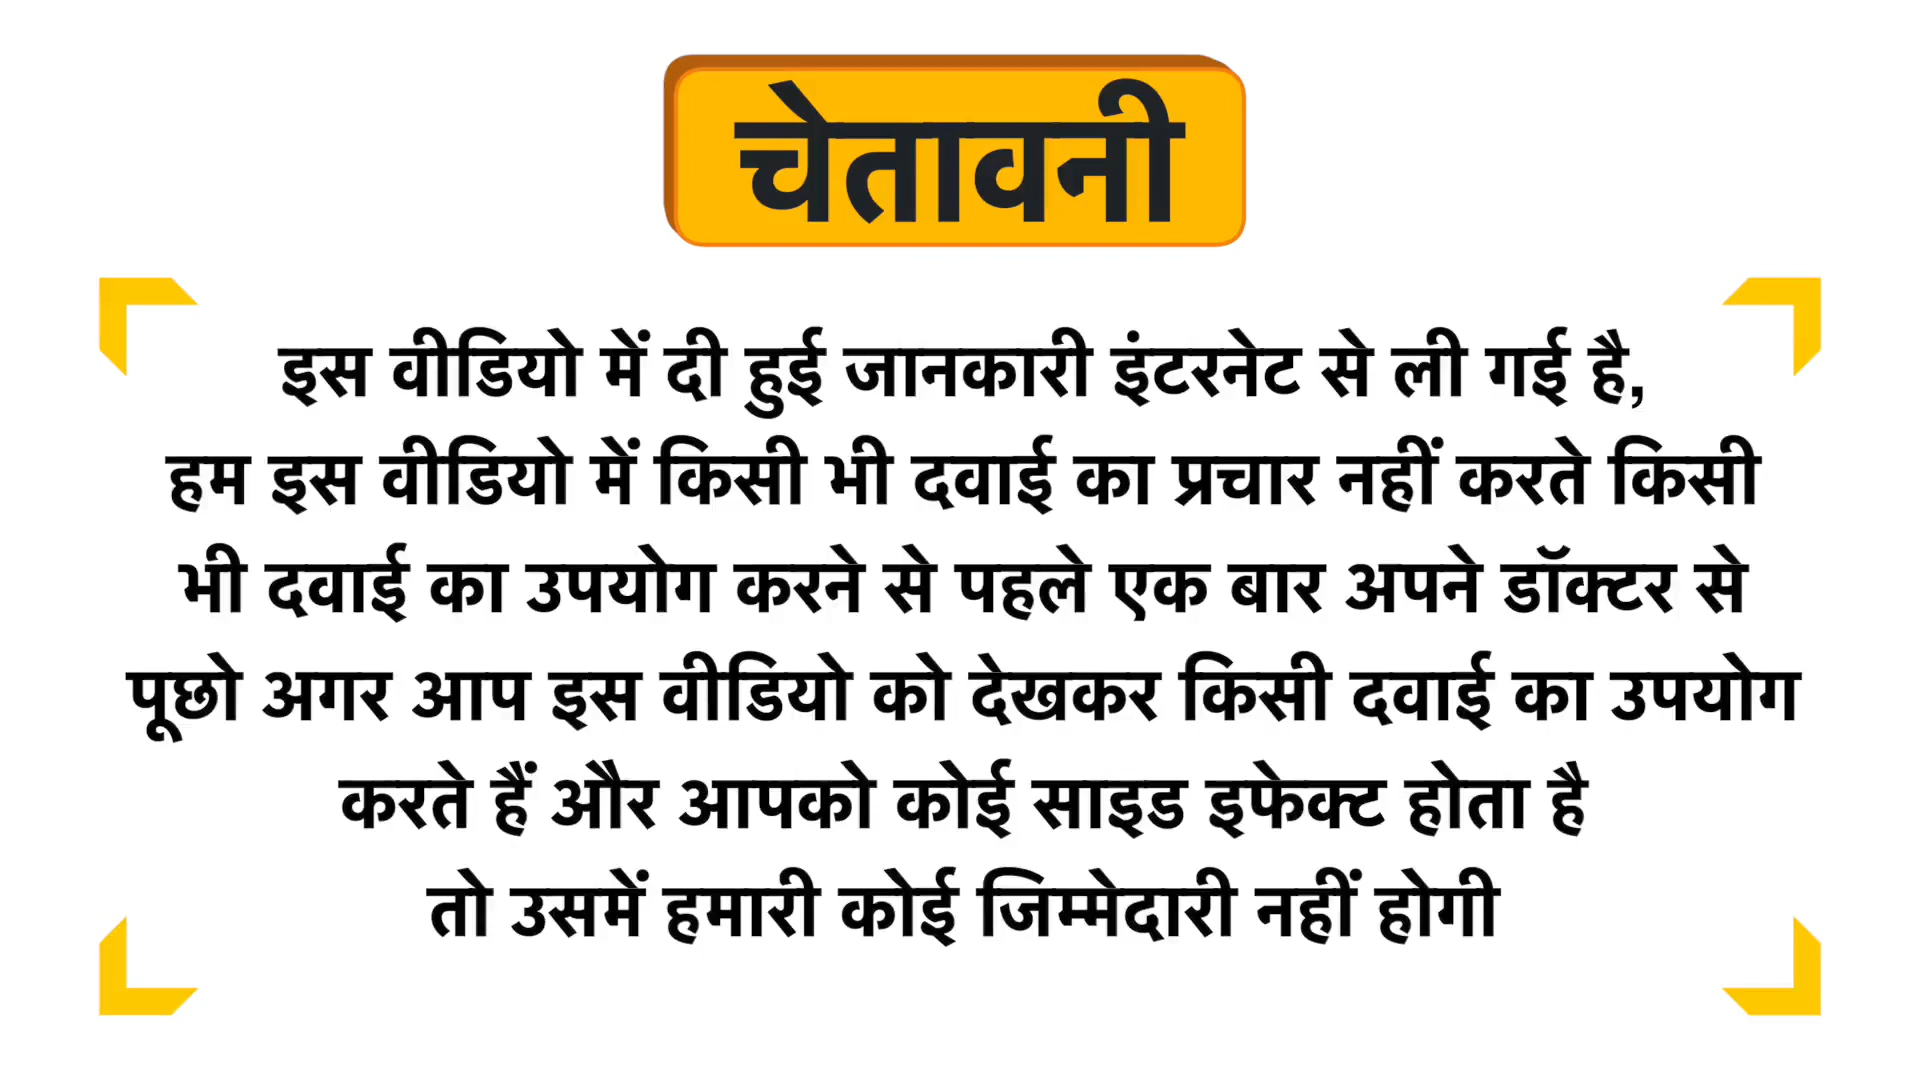 चेतावनी
इस वीडियो में दी हुई जानकारी इंटरनेट से ली गई है,
हम इस वीडियो में किसी भी दवाई का प्रचार नहीं करते किसी
भी दवाई का उपयोग करने से पहले एक बार अपने डॉक्टर से
पूछो अगर आप इस वीडियो को देखकर किसी दवाई का उपयोग
करते हैं और आपको कोई साइड इफेक्ट होता है
तो उसमें हमारी कोई जिम्मेदारी नहीं होगी